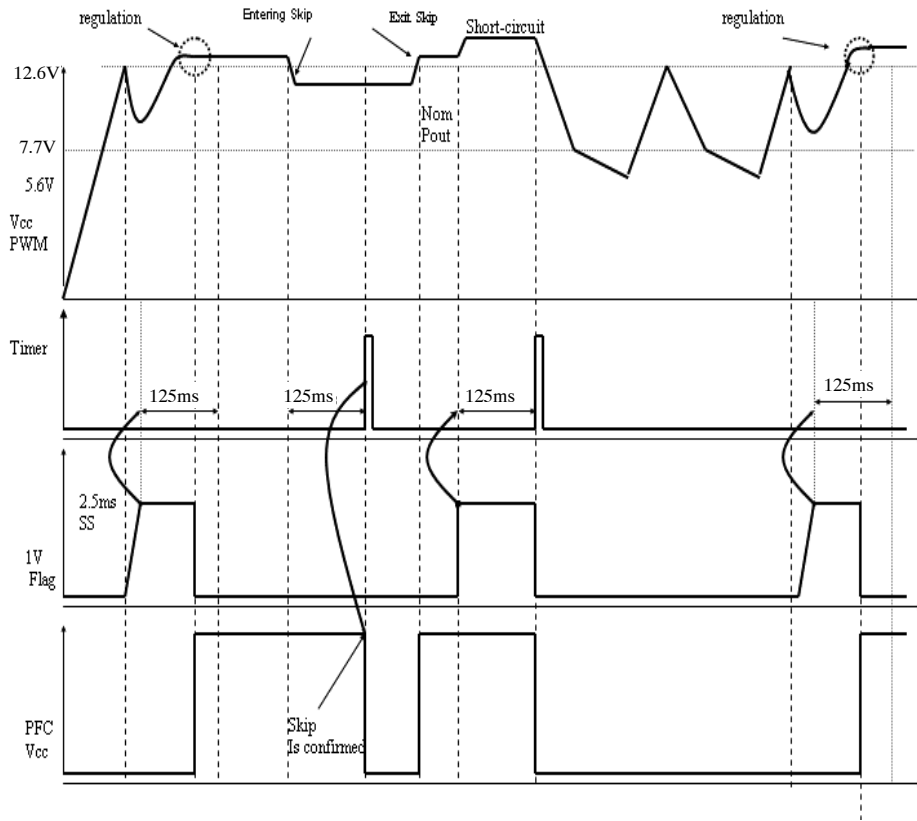 regulation
Entering Skip
Exit Skip
Short-circuit
regulation
12.6V
Nom
Pout
7.7V
5.6V
Vcc
PWM
Timer
125ms
125ms
125ms
125ms
2.5ms
SS
1V
Flag
PFC
Vcc
Skip
Is confirmed